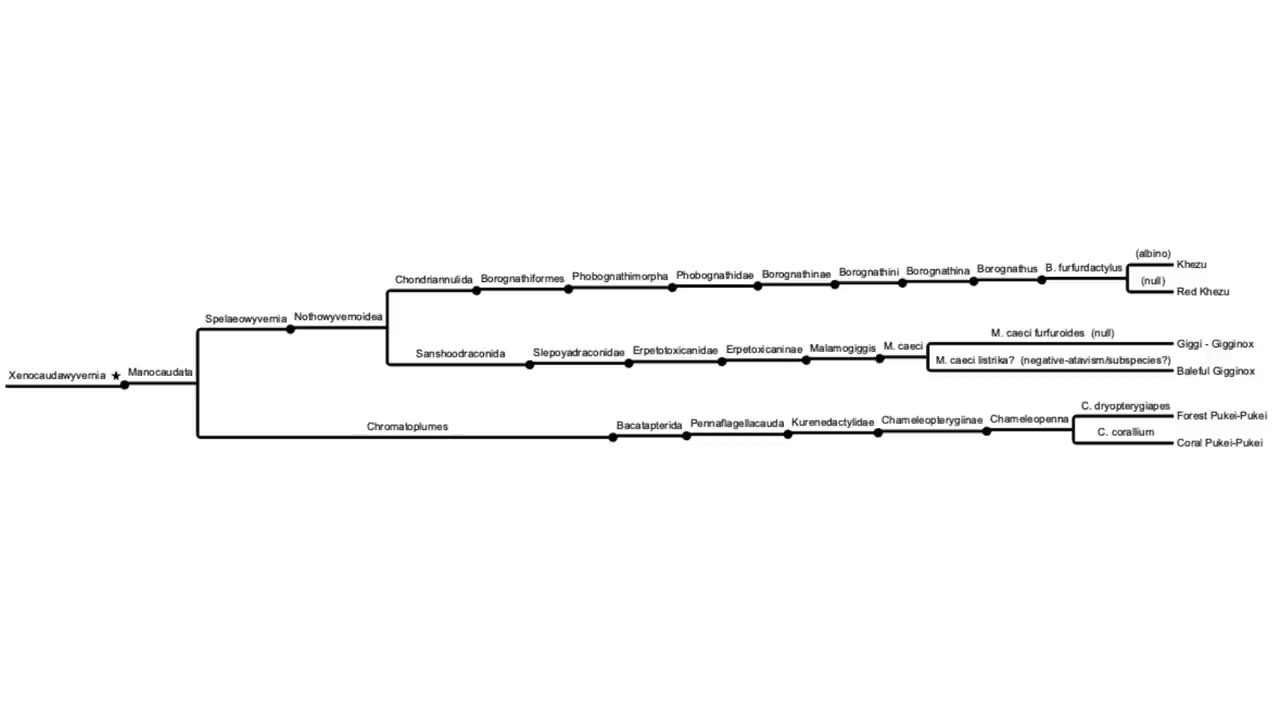 (albino)
Khezu
Chondriannulida Borognathiformes Phobognathimorpha Phobognathidae Borognathinae Borognathini Borognathina Borognathus B. furfurdactylus
(null)
Red Khezu
Spelaeowyvernia Nothowyvernoidea
M. caeci furfuroides (null)
Giggi - Gigginox
Sanshoodraconida Slepoyadraconidae Erpetotoxicanidae Erpetoxicaninae Malamogiggis M. caeci
M. caeci listrika? (negative-atavism/subspecies?)
Baleful Gigginox
Xenocaudawyvernia ★ Manocaudata
C. dryopterygiapes
Forest Pukei-Pukei
Chromatoplumes Bacatapterida Pennaflagellacauda Kurenedactylidae Chameleopterygiinae Chameleopenna
C. corallium
Coral Pukei-Pukei